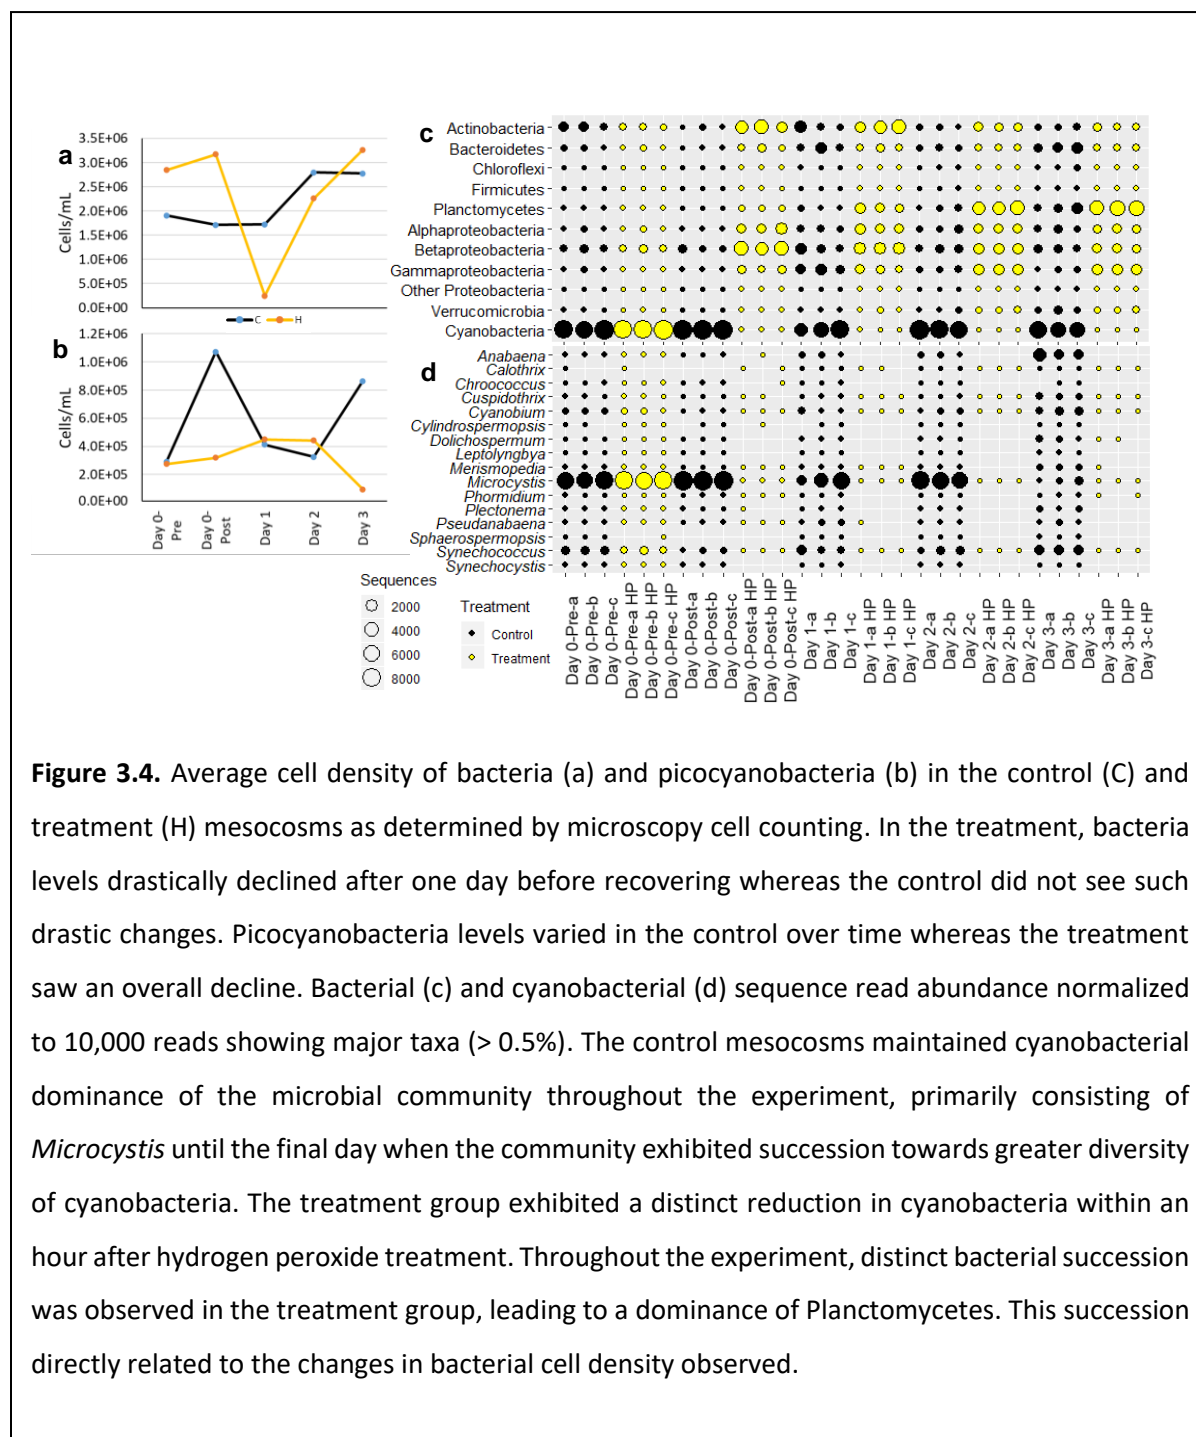 a
3.5E+06
3.0E+06
2.5E+06
2.0E+06
1.5E+06
1.0E+06
5.0E+05
0.0E+00
Cells/mL
C H
b
1.2E+06
1.0E+06
8.0E+05
6.0E+05
4.0E+05
2.0E+05
0.0E+00
Cells/mL
Day 0-Pre
Day 0-Post
Day 1
Day 2
Day 3
c
Actinobacteria
Bacteroidetes
Chloroflexi
Firmicutes
Planctomycetes
Alphaproteobacteria
Betaproteobacteria
Gammaproteobacteria
Other Proteobacteria
Verrucomicrobia
Cyanobacteria
d
Anabaena
Calothrix
Chroococcus
Cuspidothrix
Cyanobium
Cylindrospermopsis
Dolichospermum
Leptolyngbya
Merismopedia
Microcystis
Phormidium
Plectonema
Pseudanabaena
Sphaerospermopsis
Synechococcus
Synechocystis
Day 0-Pre-a
Day 0-Pre-b
Day 0-Pre-c
Day 0-Pre-a HP
Day 0-Pre-b HP
Day 0-Pre-c HP
Day 0-Post-a
Day 0-Post-b
Day 0-Post-c
Day 0-Post-a HP
Day 0-Post-b HP
Day 0-Post-c HP
Day 1-a
Day 1-b
Day 1-c
Day 1-a HP
Day 1-b HP
Day 1-c HP
Day 2-a
Day 2-b
Day 2-c
Day 2-a HP
Day 2-b HP
Day 2-c HP
Day 3-a
Day 3-b
Day 3-c
Day 3-a HP
Day 3-b HP
Day 3-c HP
Sequences
2000
4000
6000
8000
Treatment
Control
Treatment
Figure 3.4. Average cell density of bacteria (a) and picocyanobacteria (b) in the control (C) and
treatment (H) mesocosms as determined by microscopy cell counting. In the treatment, bacteria
levels drastically declined after one day before recovering whereas the control did not see such
drastic changes. Picocyanobacteria levels varied in the control over time whereas the treatment
saw an overall decline. Bacterial (c) and cyanobacterial (d) sequence read abundance normalized
to 10,000 reads showing major taxa (> 0.5%). The control mesocosms maintained cyanobacterial
dominance of the microbial community throughout the experiment, primarily consisting of
Microcystis until the final day when the community exhibited succession towards greater diversity
of cyanobacteria. The treatment group exhibited a distinct reduction in cyanobacteria within an
hour after hydrogen peroxide treatment. Throughout the experiment, distinct bacterial succession
was observed in the treatment group, leading to a dominance of Planctomycetes. This succession
directly related to the changes in bacterial cell density observed.